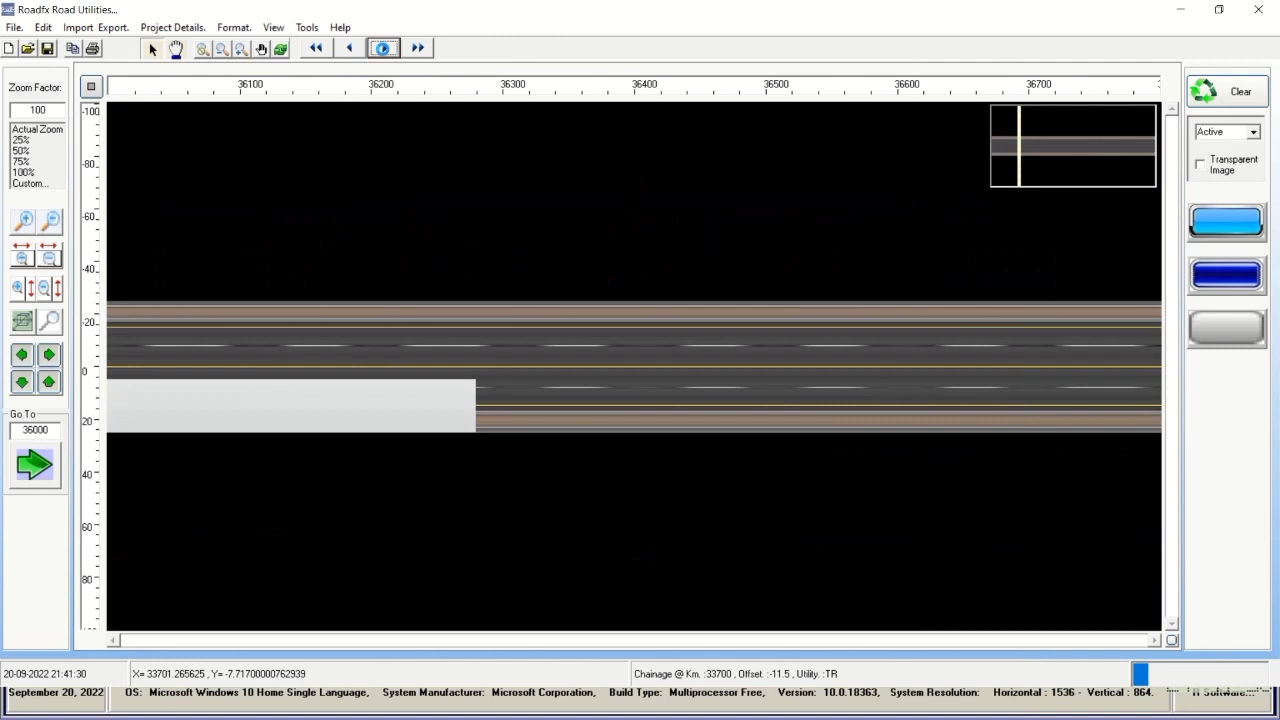 Roadfx Road Utilities...
File. Edit Import Export. Project Details. Format. View Tools Help
Zoom Factor:
100
Actual Zoom
25%
50%
75%
100%
Custom...
Go To
36000
36100 36200 36300 36400 36500 36600 36700
-100
-80
-60
-40
-20
0
20
40
60
80
Clear
Active
Transparent
Image
20-09-2022 21:41:30 X= 33701.265625 , Y= -7.71700000762939 Chainage @ Km. :33700 , Offset. :-11.5 , Utility. :TR
September 20, 2022 OS: Microsoft Windows 10 Home Single Language, System Manufacturer: Microsoft Corporation, Build Type: Multiprocessor Free, Version: 10.0.18363, System Resolution: Horizontal : 1536 - Vertical : 864.